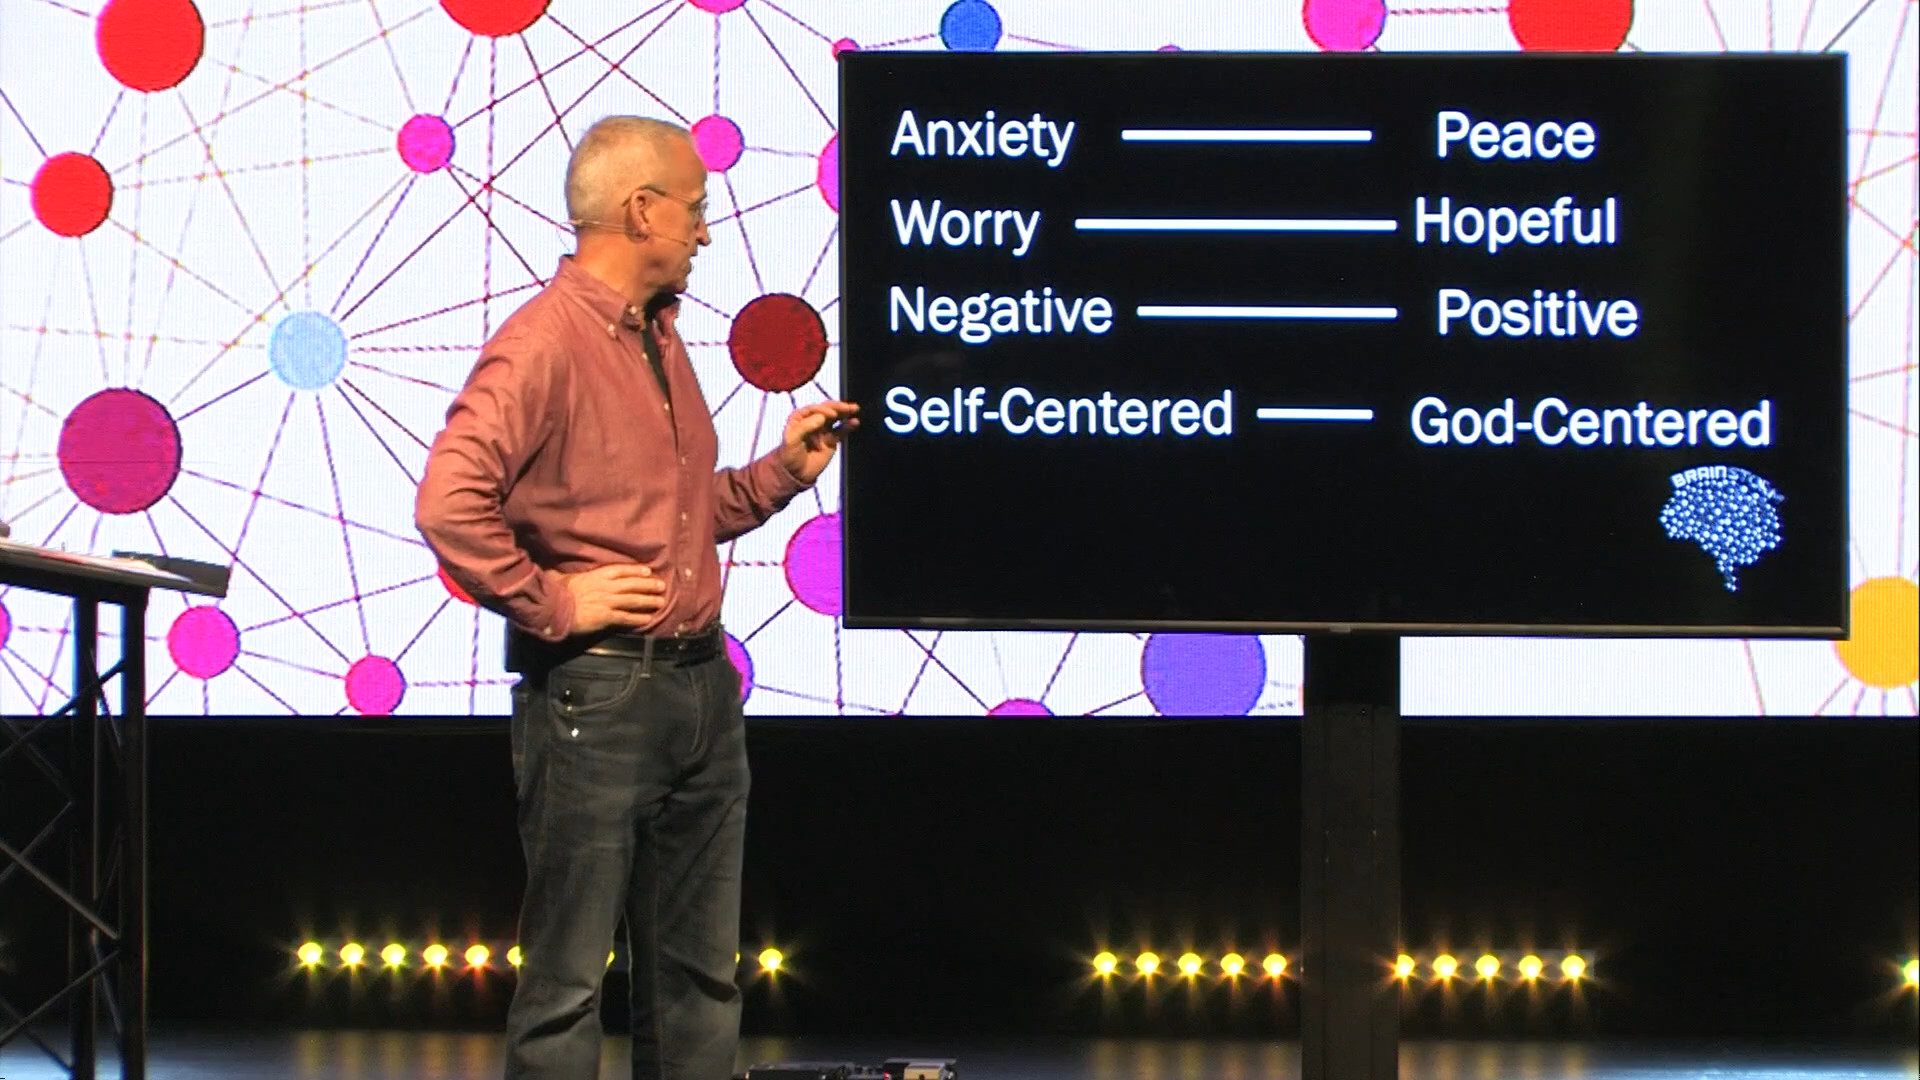 Anxiety — Peace
Worry — Hopeful
Negative — Positive
Self-Centered — God-Centered